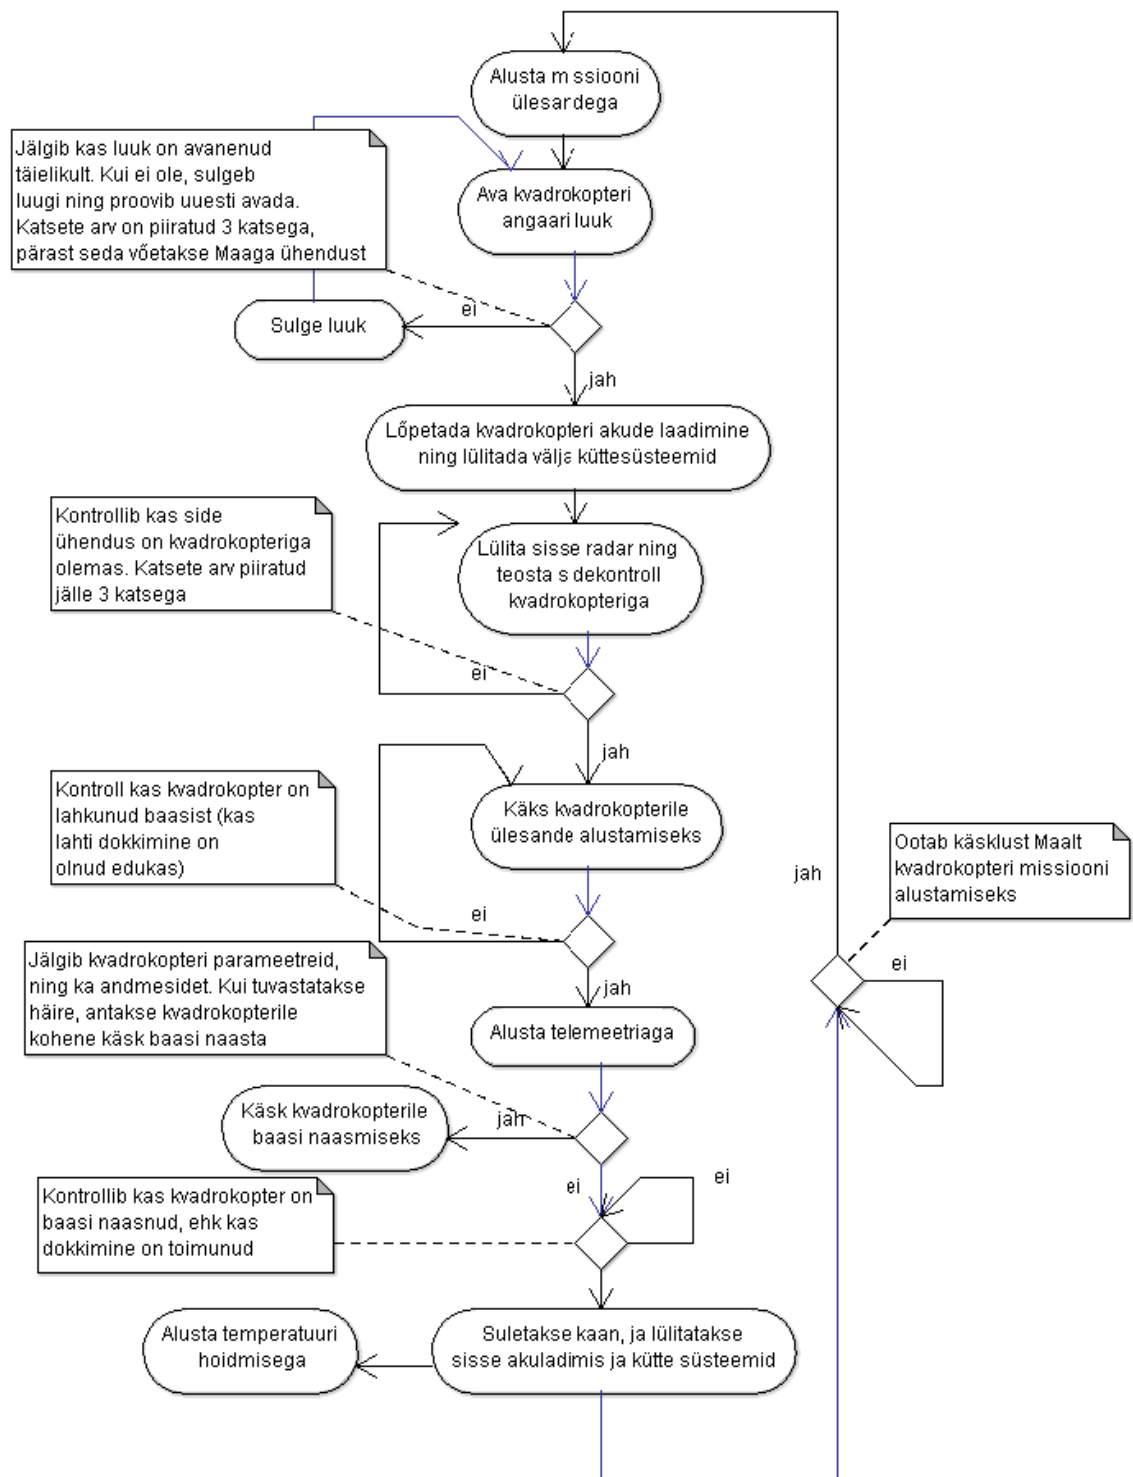 Alusta missiooni
ülesardega
Jälgib kas luuk on avanenud
täielikult. Kui ei ole, sulgeb
luugi ning proovib uuesti avada.
Katsete arv on piiratud 3 katsega,
pärast seda võetakse Maaga ühendust
Ava kvadrokopteri
angaari luuk
ei
Sulge luuk
jah
Lõpetada kvadrokopteri akude laadimine
ning lülitada välja küttesüsteemid
Kontrollib kas side
ühendus on kvadrokopteriga
olemas. Katsete arv piiratud
jälle 3 katsega
Lülita sisse radar ning
teosta sidekontroll
kvadrokopteriga
ei
jah
Kontroll kas kvadrokopter on
lahkunud baasist (kas
lahti dokkimine on
olnud edukas)
Käks kvadrokopterile
ülesande alustamiseks
ei
jah
Ootab käsklust Maalt
kvadrokopteri missiooni
alustamiseks
jah
ei
Jälgib kvadrokopteri parameetreid,
ning ka andmesidet. Kui tuvastatakse
häire, antakse kvadrokopterile
kohene käsk baasi naasta
Alusta telemeetriaga
Käsk kvadrokopterile
baasi naasmiseks
jah
ei
ei
Kontrollib kas kvadrokopter on
baasi naasnud, ehk kas
dokkimine on toimunud
Alusta temperatuuri
hoidmisega
Suletakse kaan, ja lülitatakse
sisse akuladimis ja kütte süsteemid